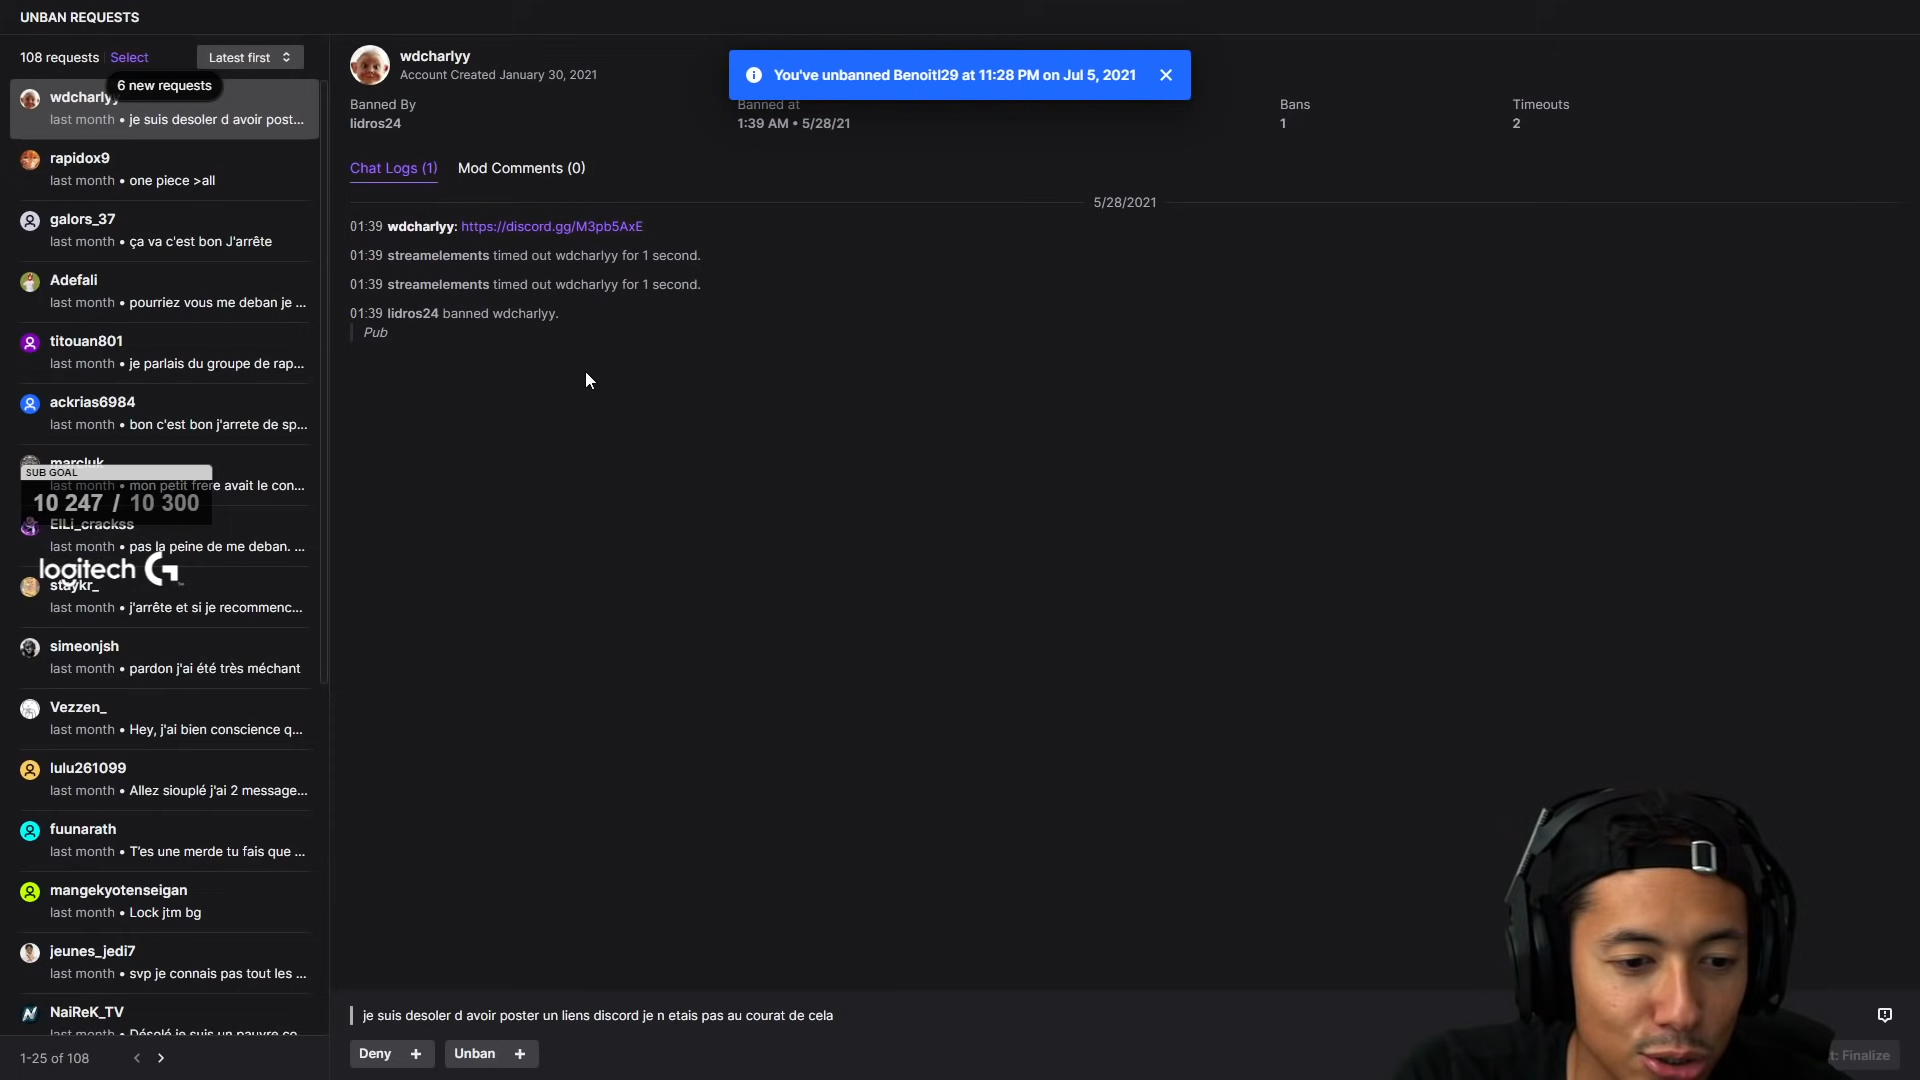 UNBAN REQUESTS
108 requests Select Latest first
6 new requests
wdcharlyy
last month • je suis desoler d avoir post...
rapidox9
last month • one piece >all
galors_37
last month • ça va c'est bon J'arrête
Adefali
last month • pourriez vous me deban je ...
titouan801
last month • je parlais du groupe de rap...
ackrias6984
last month • bon c'est bon j'arrete de sp...
marcluk
SUB GOAL
last month • mon petit frere avait le con...
10 247 / 10 300
EILi_crackss
last month • pas la peine de me deban. ...
logitech G
staykr_
last month • j'arrête et si je recommenc...
simeonjsh
last month • pardon j'ai été très méchant
Vezzen_
last month • Hey, j'ai bien conscience q...
lulu261099
last month • Allez siouplé j'ai 2 message...
fuunarath
last month • T'es une merde tu fais que ...
mangekyotenseigan
last month • Lock jtm bg
jeunes_jedi7
last month • svp je connais pas tout les ...
NaiReK_TV
last month • Désolé je suis un pauvre co...
1-25 of 108
wdcharlyy
Account Created January 30, 2021
You've unbanned Benoitl29 at 11:28 PM on Jul 5, 2021
Banned By
lidros24
Banned at
1:39 AM • 5/28/21
Bans
1
Timeouts
2
Chat Logs (1) Mod Comments (0)
5/28/2021
01:39 wdcharlyy: https://discord.gg/M3pb5AxE
01:39 streamelements timed out wdcharlyy for 1 second.
01:39 streamelements timed out wdcharlyy for 1 second.
01:39 lidros24 banned wdcharlyy.
Pub
je suis desoler d avoir poster un liens discord je n etais pas au courat de cela
Deny + Unban +
t: Finalize